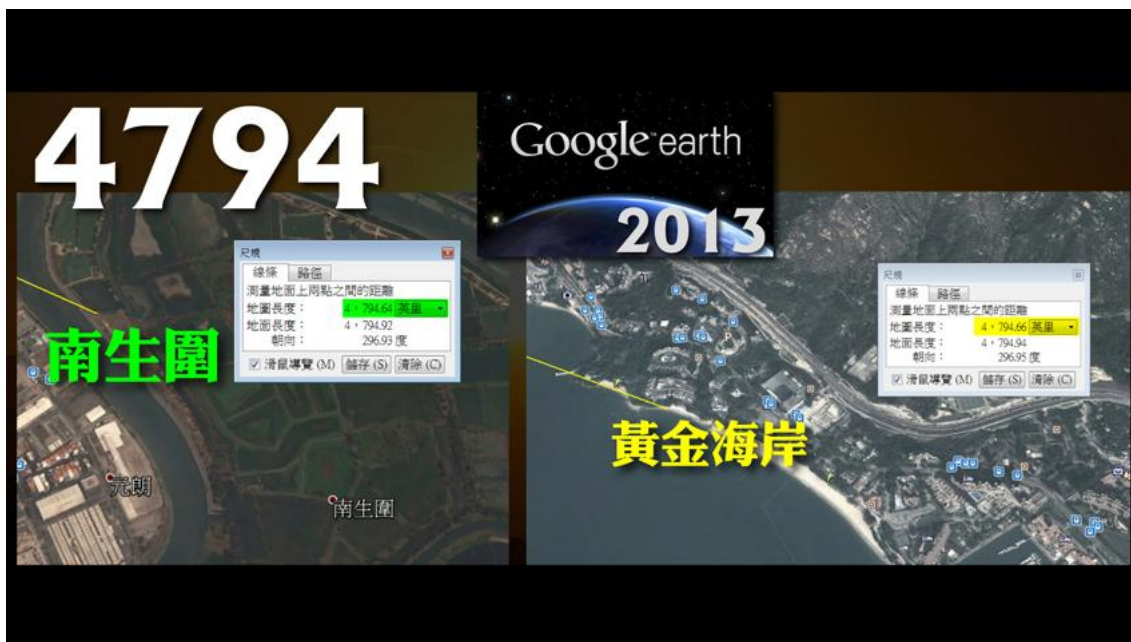 4794
Google earth
2013
尺規
線條 路徑
測量地面上兩點之間的距離
地圖長度： 4，794.64 英里
地面長度： 4，794.92
朝向： 296.93 度
滑鼠導覽 (M) 儲存 (S) 清除 (C)
南生圍
元朗
南生圍
尺規
線條 路徑
測量地面上兩點之間的距離
地圖長度： 4，794.66 英里
地面長度： 4，794.94
朝向： 296.95 度
滑鼠導覽 (M) 儲存 (S) 清除 (C)
黃金海岸